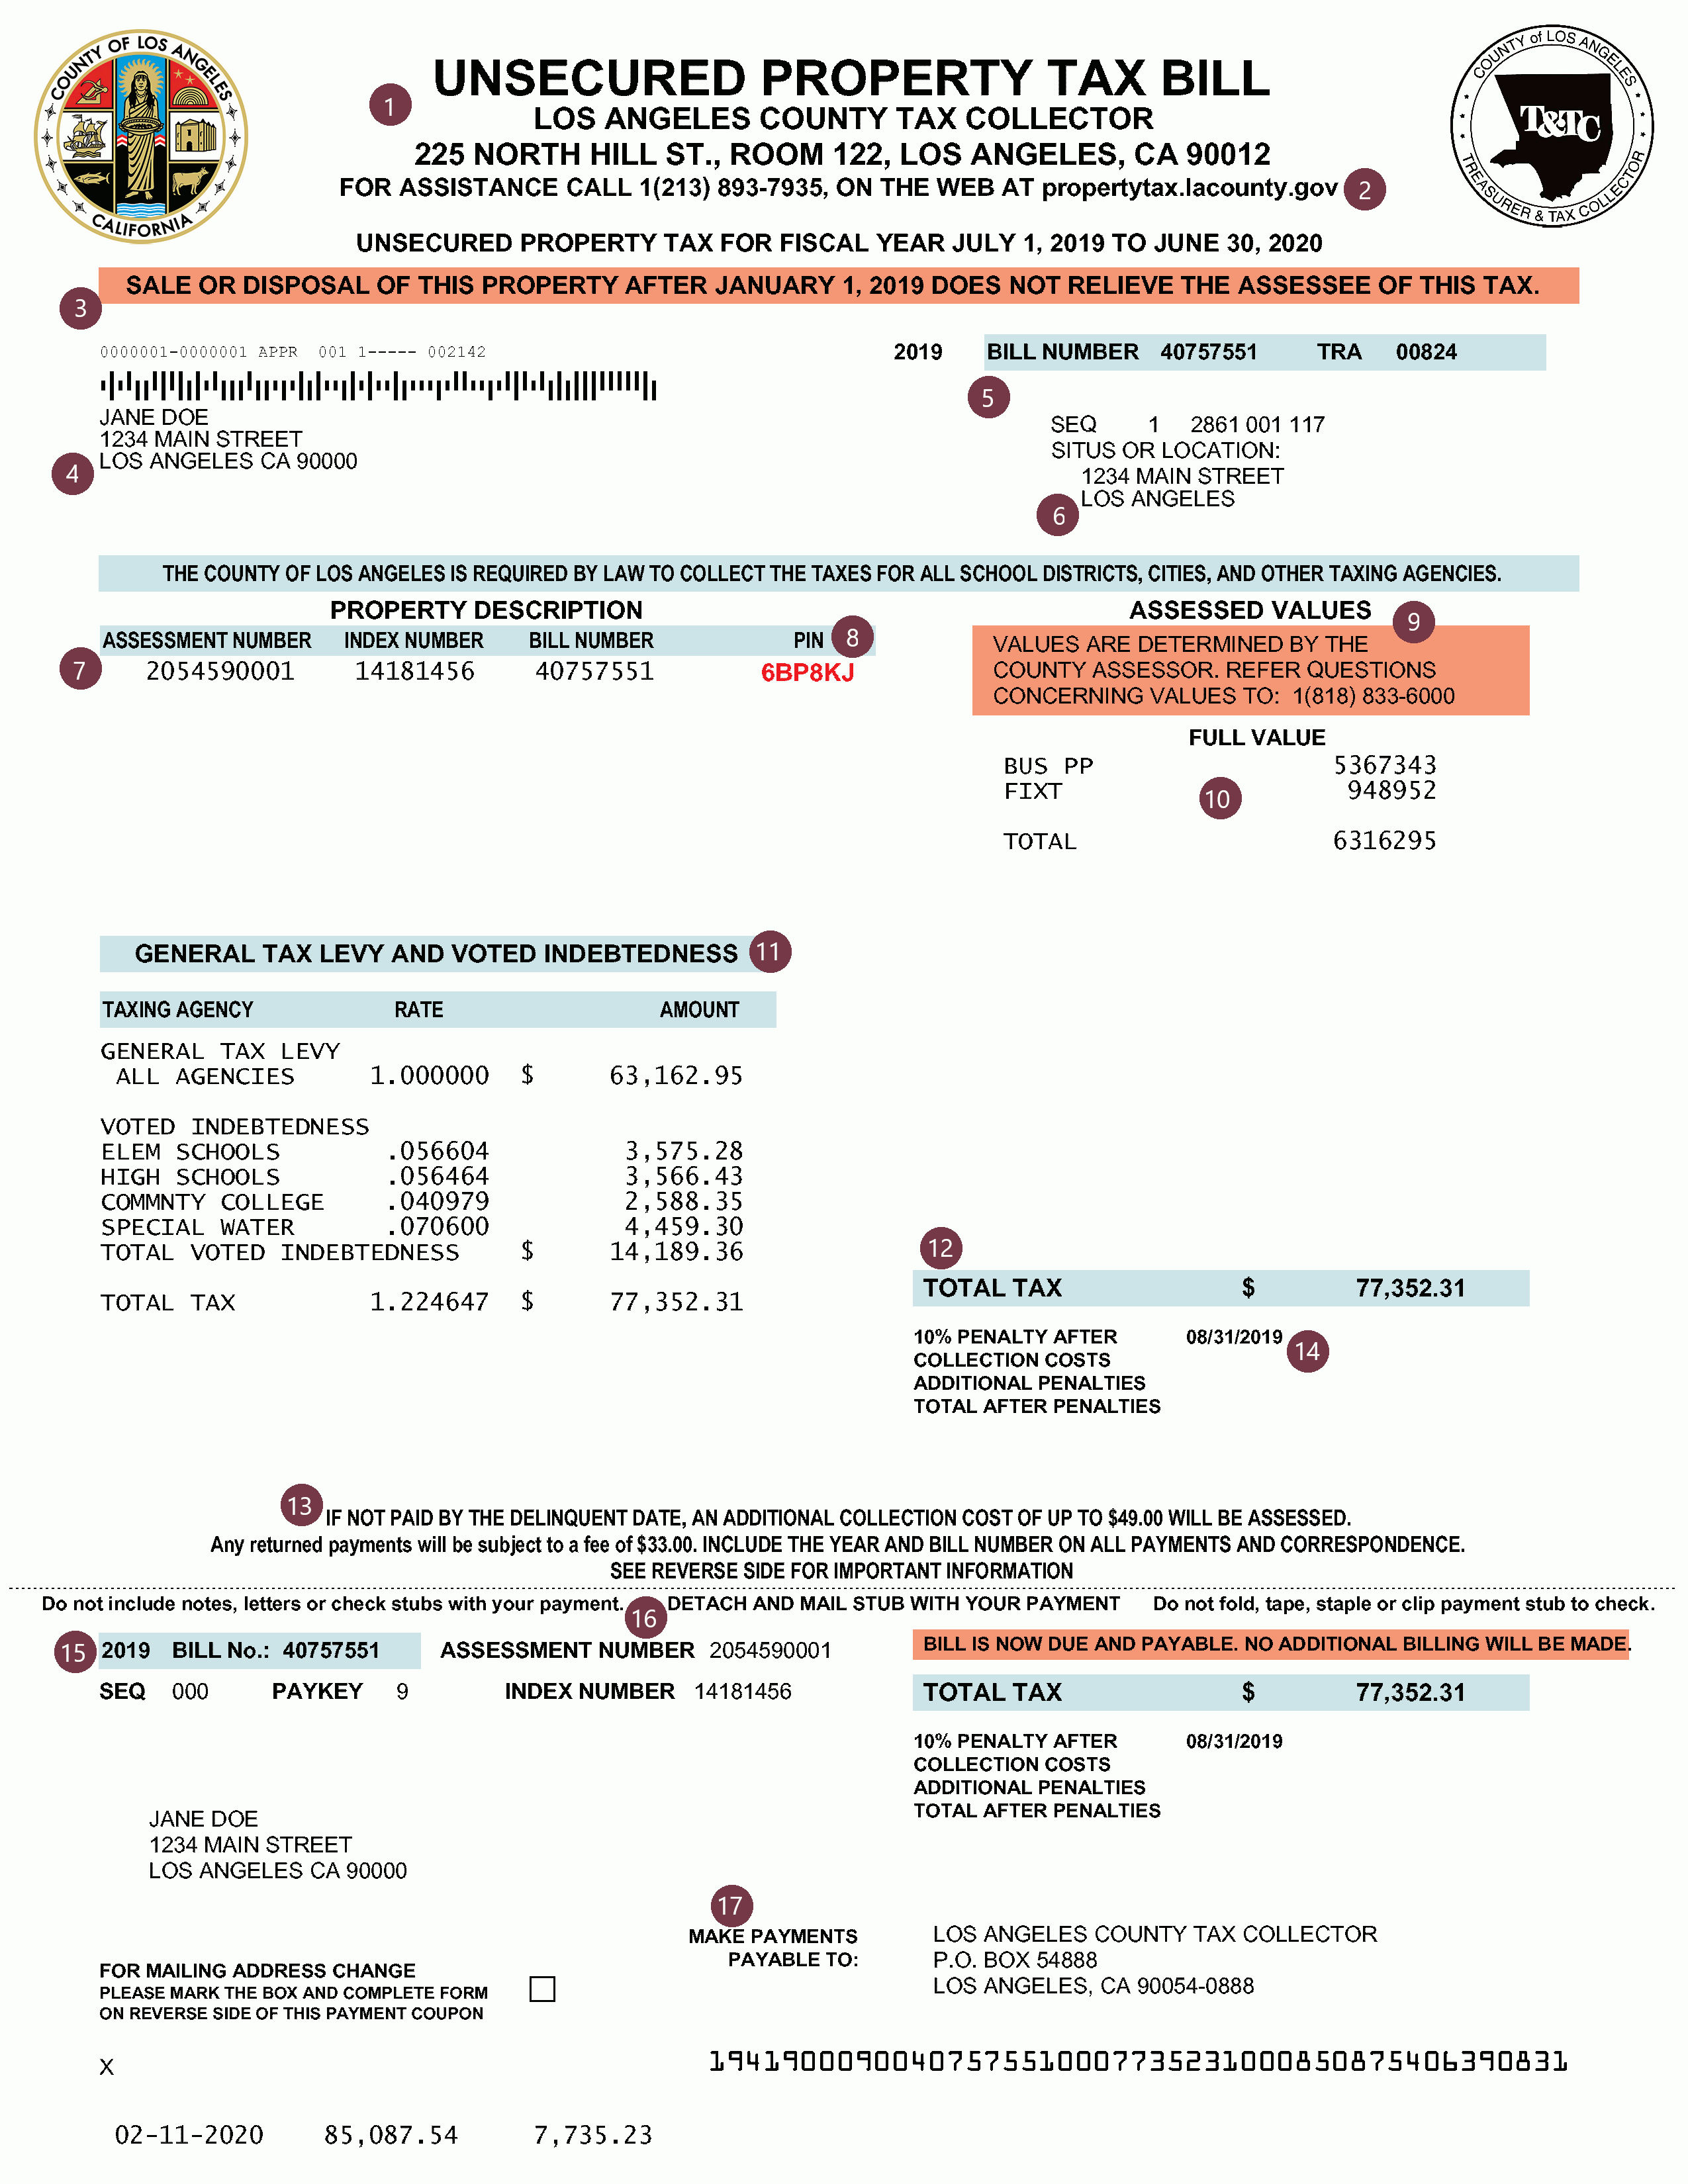 COUNTY OF LOS ANGELES
CALIFORNIA
UNSECURED PROPERTY TAX BILL
1
LOS ANGELES COUNTY TAX COLLECTOR
225 NORTH HILL ST., ROOM 122, LOS ANGELES, CA 90012
FOR ASSISTANCE CALL 1(213) 893-7935, ON THE WEB AT propertytax.lacounty.gov 2
COUNTY of LOS ANGELES
T&TC
TREASURER & TAX COLLECTOR
UNSECURED PROPERTY TAX FOR FISCAL YEAR JULY 1, 2019 TO JUNE 30, 2020
SALE OR DISPOSAL OF THIS PROPERTY AFTER JANUARY 1, 2019 DOES NOT RELIEVE THE ASSESSEE OF THIS TAX.
3
0000001-0000001 APPR 001 1----- 002142
2019 BILL NUMBER 40757551 TRA 00824
5
JANE DOE
1234 MAIN STREET
4 LOS ANGELES CA 90000
SEQ 1 2861 001 117
SITUS OR LOCATION:
1234 MAIN STREET
LOS ANGELES
6
THE COUNTY OF LOS ANGELES IS REQUIRED BY LAW TO COLLECT THE TAXES FOR ALL SCHOOL DISTRICTS, CITIES, AND OTHER TAXING AGENCIES.
PROPERTY DESCRIPTION
ASSESSMENT NUMBER INDEX NUMBER BILL NUMBER PIN 8
7 2054590001 14181456 40757551 6BP8KJ
ASSESSED VALUES 9
VALUES ARE DETERMINED BY THE
COUNTY ASSESSOR. REFER QUESTIONS
CONCERNING VALUES TO: 1(818) 833-6000
FULL VALUE
BUS PP 5367343
FIXT 10 948952
TOTAL 6316295
GENERAL TAX LEVY AND VOTED INDEBTEDNESS 11
TAXING AGENCY RATE AMOUNT
GENERAL TAX LEVY
ALL AGENCIES 1.000000 $ 63,162.95
VOTED INDEBTEDNESS
ELEM SCHOOLS .056604 3,575.28
HIGH SCHOOLS .056464 3,566.43
COMMNTY COLLEGE .040979 2,588.35
SPECIAL WATER .070600 4,459.30
TOTAL VOTED INDEBTEDNESS $ 14,189.36
TOTAL TAX 1.224647 $ 77,352.31
12
TOTAL TAX $ 77,352.31
10% PENALTY AFTER 08/31/2019
14
COLLECTION COSTS
ADDITIONAL PENALTIES
TOTAL AFTER PENALTIES
13 IF NOT PAID BY THE DELINQUENT DATE, AN ADDITIONAL COLLECTION COST OF UP TO $49.00 WILL BE ASSESSED.
Any returned payments will be subject to a fee of $33.00. INCLUDE THE YEAR AND BILL NUMBER ON ALL PAYMENTS AND CORRESPONDENCE.
SEE REVERSE SIDE FOR IMPORTANT INFORMATION
Do not include notes, letters or check stubs with your payment. 16 DETACH AND MAIL STUB WITH YOUR PAYMENT Do not fold, tape, staple or clip payment stub to check.
15 2019 BILL No.: 40757551 ASSESSMENT NUMBER 2054590001
SEQ 000 PAYKEY 9 INDEX NUMBER 14181456
BILL IS NOW DUE AND PAYABLE. NO ADDITIONAL BILLING WILL BE MADE.
TOTAL TAX $ 77,352.31
10% PENALTY AFTER 08/31/2019
COLLECTION COSTS
ADDITIONAL PENALTIES
TOTAL AFTER PENALTIES
JANE DOE
1234 MAIN STREET
LOS ANGELES CA 90000
17
MAKE PAYMENTS
PAYABLE TO:
LOS ANGELES COUNTY TAX COLLECTOR
P.O. BOX 54888
LOS ANGELES, CA 90054-0888
FOR MAILING ADDRESS CHANGE
PLEASE MARK THE BOX AND COMPLETE FORM
ON REVERSE SIDE OF THIS PAYMENT COUPON
X
19419000900407575510007735231000850875406390831
02-11-2020 85,087.54 7,735.23